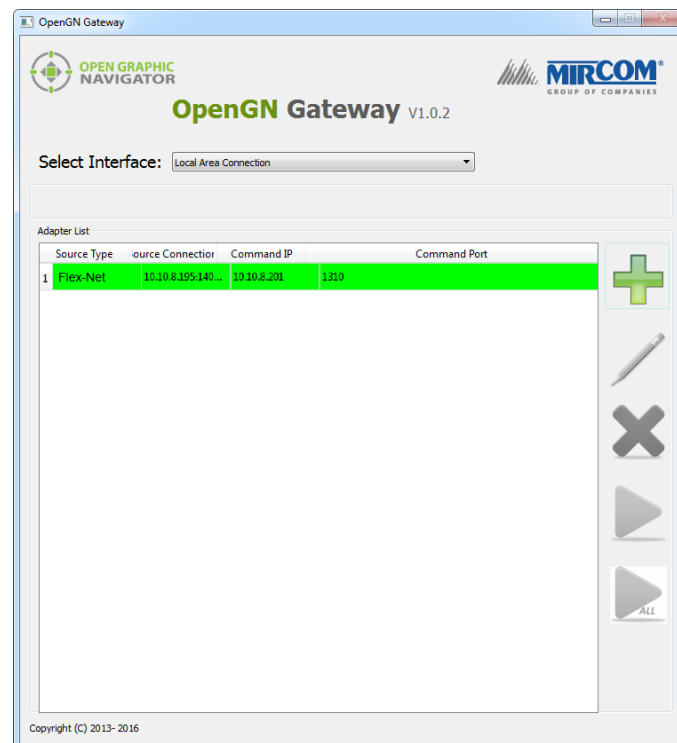 OpenGN Gateway
OPEN GRAPHIC
NAVIGATOR
MIRCOM®
GROUP OF COMPANIES
OpenGN Gateway V1.0.2
Select Interface: Local Area Connection
Adapter List
Source Type ource Connection Command IP Command Port
1 Flex-Net 10.10.8.195:140... 10.10.8.201 1310
ALL
Copyright (C) 2013- 2016